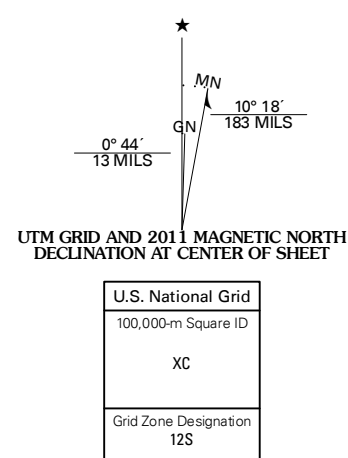 ★
MN
GN
10° 18´
183 MILS
0° 44´
13 MILS
UTM GRID AND 2011 MAGNETIC NORTH
DECLINATION AT CENTER OF SHEET
U.S. National Grid
100,000-m Square ID
XC
Grid Zone Designation
12S